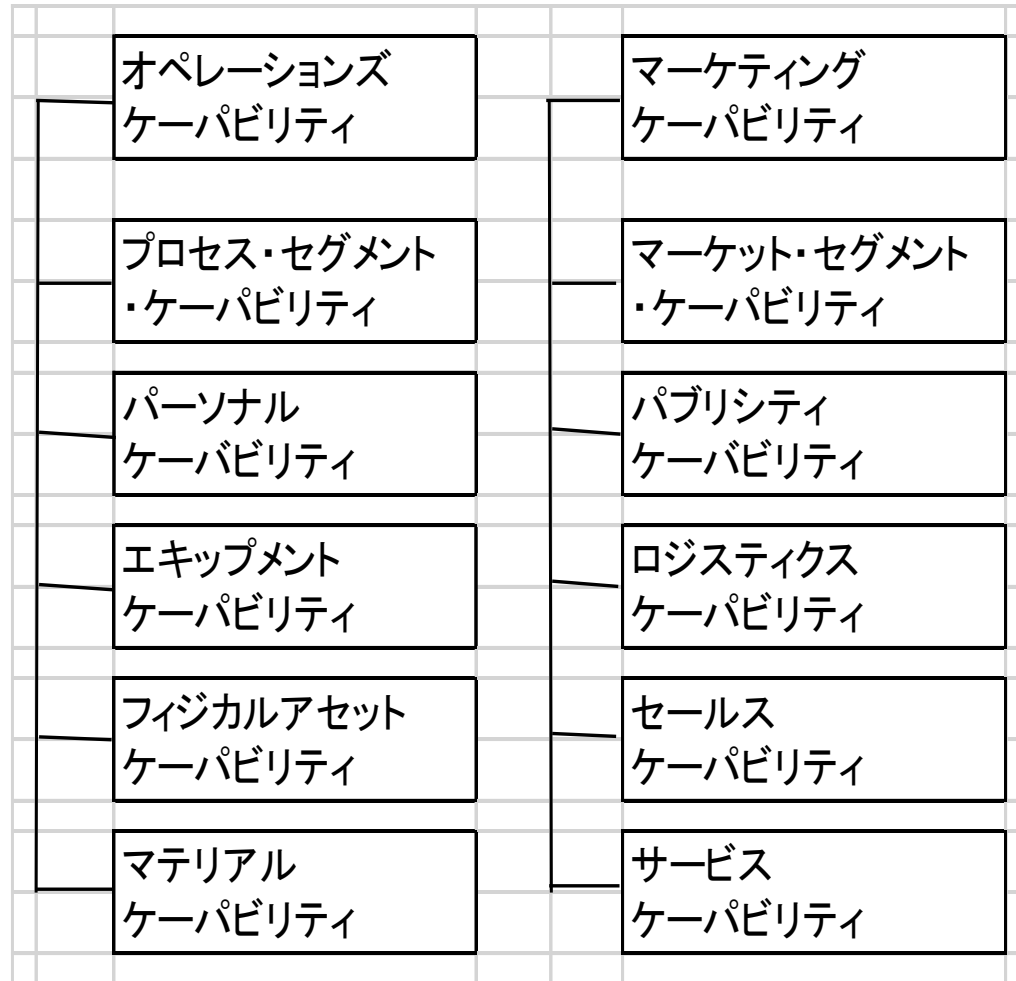 オペレーションズ
ケーパビリティ
プロセス・セグメント
・ケーパビリティ
パーソナル
ケーバビリティ
エキップメント
ケーパビリティ
フィジカルアセット
ケーパビリティ
マテリアル
ケーパビリティ
マーケティング
ケーパビリティ
マーケット・セグメント
・ケーパビリティ
パブリシティ
ケーバビリティ
ロジスティクス
ケーパビリティ
セールス
ケーパビリティ
サービス
ケーパビリティ